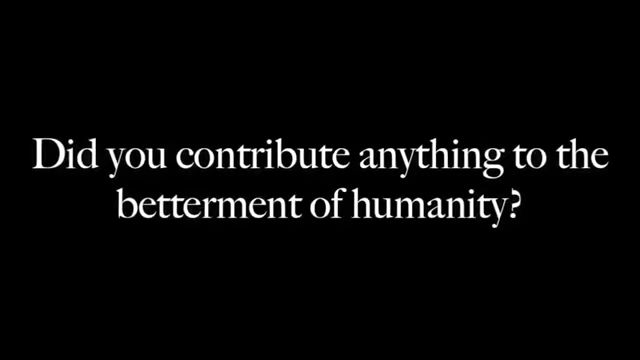 Did you contribute anything to the
betterment of humanity?